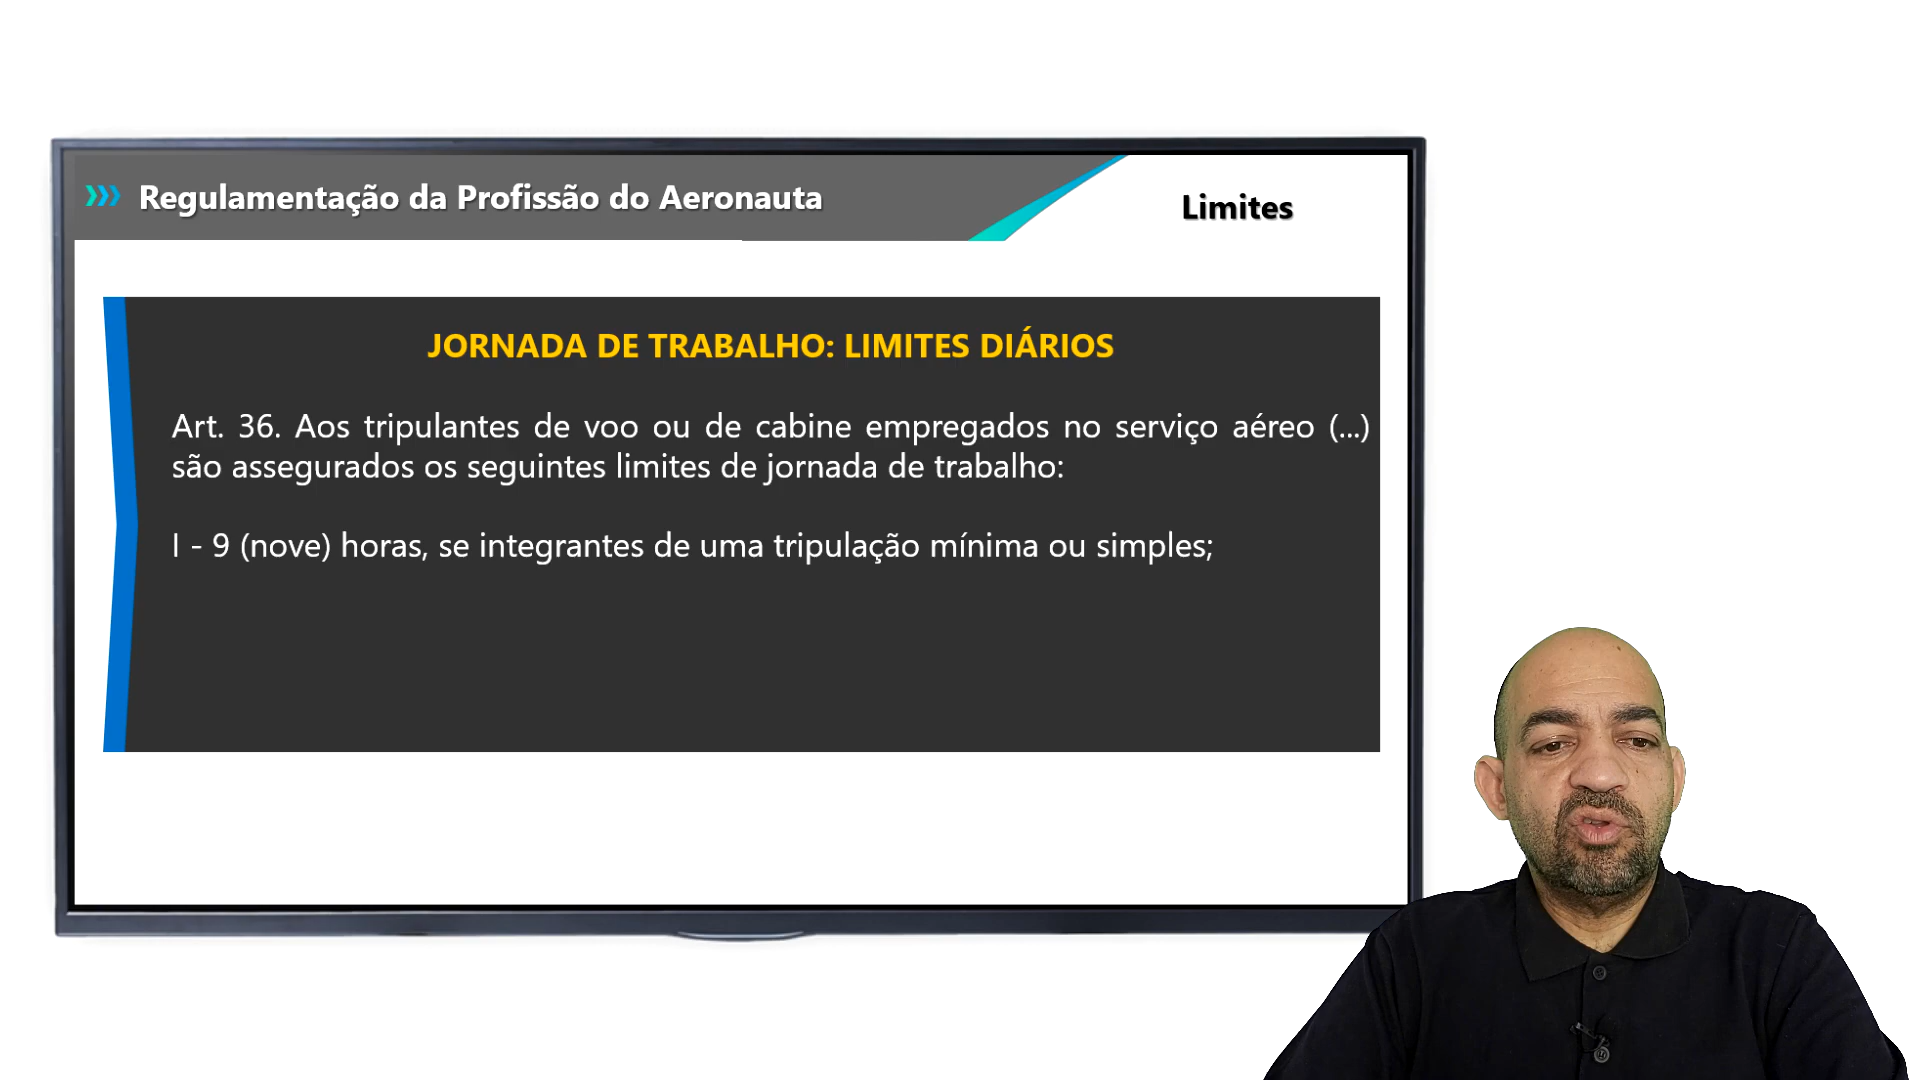 Regulamentação da Profissão do Aeronauta
Limites
JORNADA DE TRABALHO: LIMITES DIÁRIOS
Art. 36. Aos tripulantes de voo ou de cabine empregados no serviço aéreo (...)
são assegurados os seguintes limites de jornada de trabalho:
I - 9 (nove) horas, se integrantes de uma tripulação mínima ou simples;